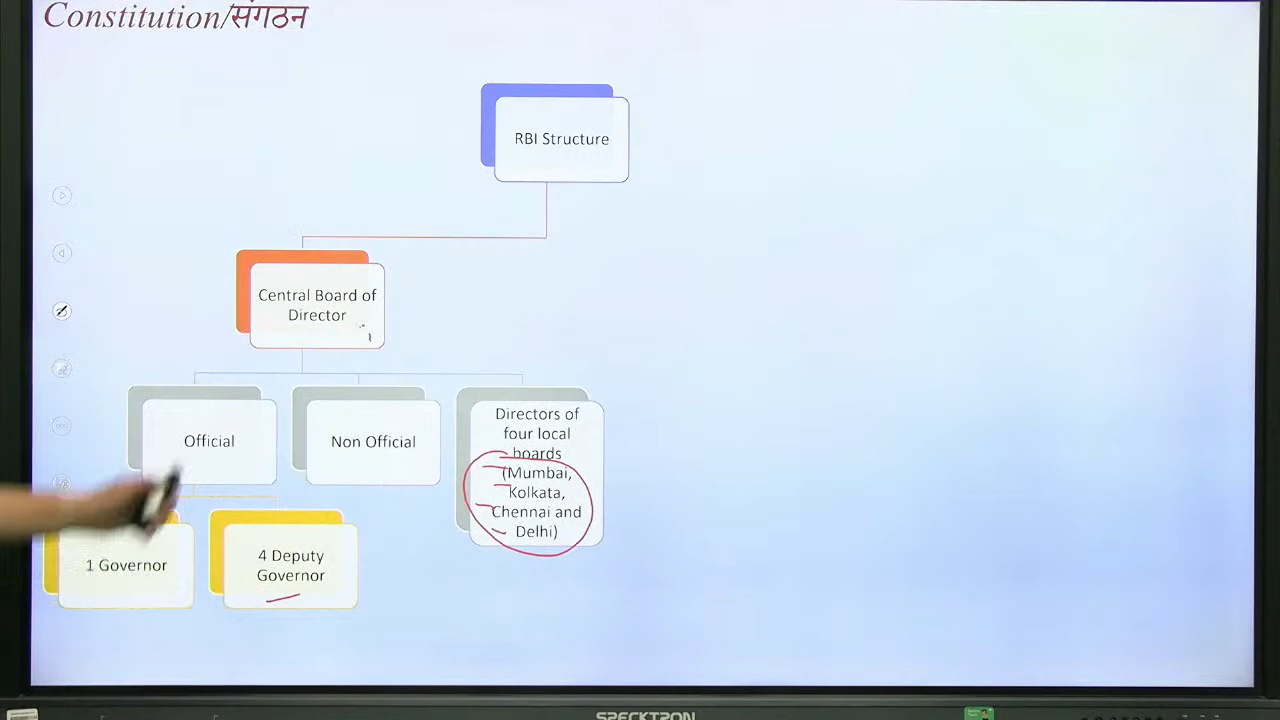 Constitution/संगठन
RBI Structure
Central Board of
Director
Official
Non Official
Directors of
four local
boards
(Mumbai,
Kolkata,
Chennai and
Delhi)
1 Governor
4 Deputy
Governor
SPECKTRON